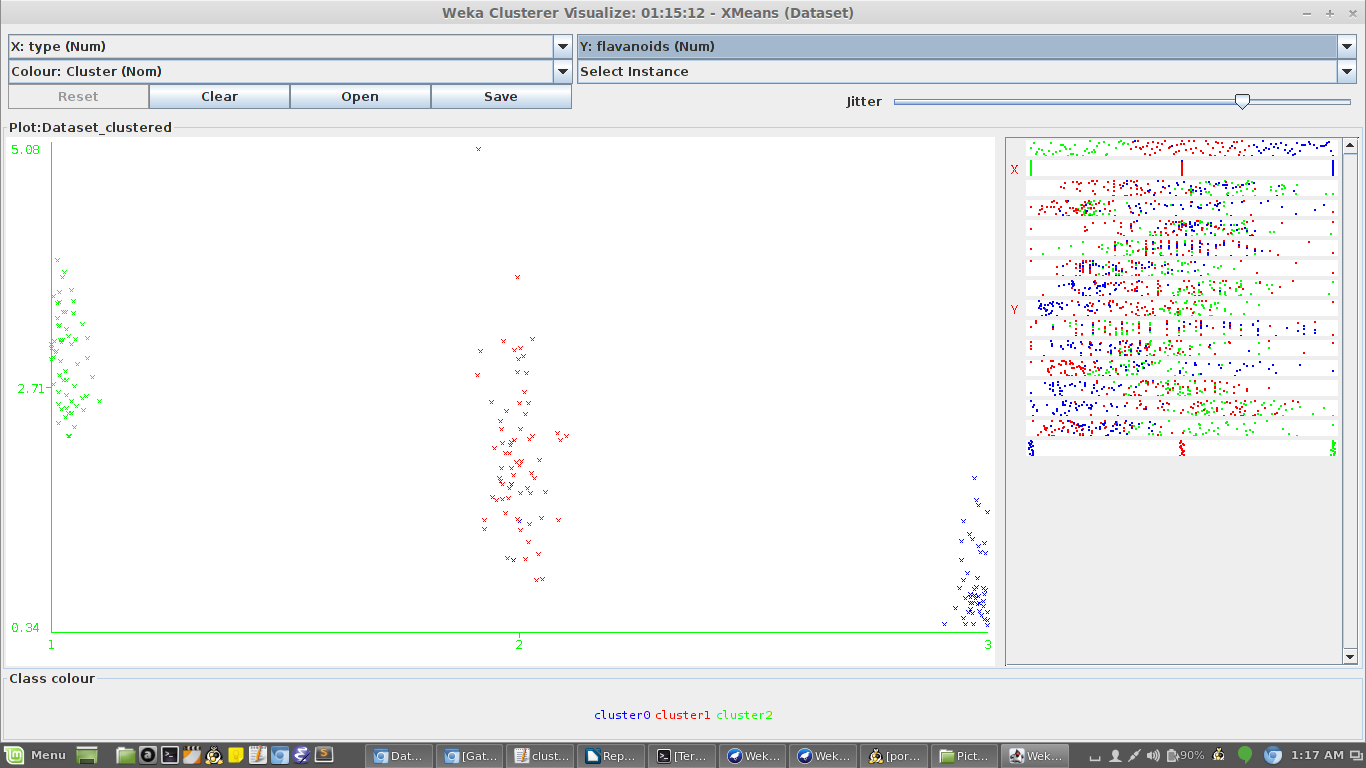 Weka Clusterer Visualize: 01:15:12 - XMeans (Dataset)
X: type (Num)
Y: flavanoids (Num)
Colour: Cluster (Nom)
Select Instance
Reset
Clear
Open
Save
Jitter
Plot:Dataset_clustered
5.08
2.71
0.34
1
2
3
X
Y
Class colour
cluster0 cluster1 cluster2
Menu
Dat...
[Gat...
clust...
Rep...
[Ter...
Wek...
Wek...
[por...
Pict...
Wek...
90%
1:17 AM